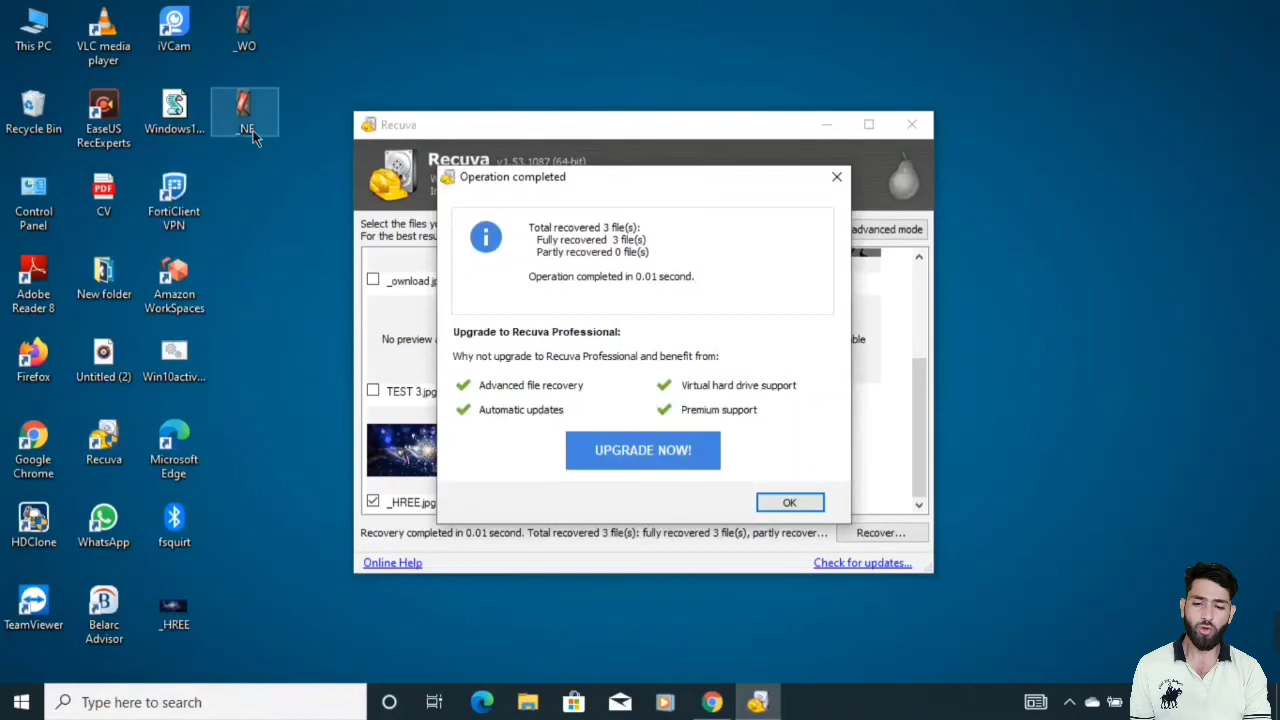 This PC
VLC media
player
iVCam
_WO
Recycle Bin
EaseUS
RecExperts
Windows1...
_NE
Control
Panel
CV
FortiClient
VPN
Adobe
Reader 8
New folder
Amazon
WorkSpaces
Firefox
Untitled (2)
Win10activ...
Google
Chrome
Recuva
Microsoft
Edge
HDClone
WhatsApp
fsquirt
TeamViewer
Belarc
Advisor
_HREE
Recuva
Recuva v1.53.1087 (64-bit)
Select the files y
For the best resu
advanced mode
_ownload.jp
No preview a
ble
TEST 3.jpg
_HREE.jpg
Operation completed
Total recovered 3 file(s):
Fully recovered 3 file(s)
Partly recovered 0 file(s)
Operation completed in 0.01 second.
Upgrade to Recuva Professional:
Why not upgrade to Recuva Professional and benefit from:
Advanced file recovery
Virtual hard drive support
Automatic updates
Premium support
UPGRADE NOW!
OK
Recovery completed in 0.01 second. Total recovered 3 file(s): fully recovered 3 file(s), partly recover...
Recover...
Online Help
Check for updates...
Type here to search